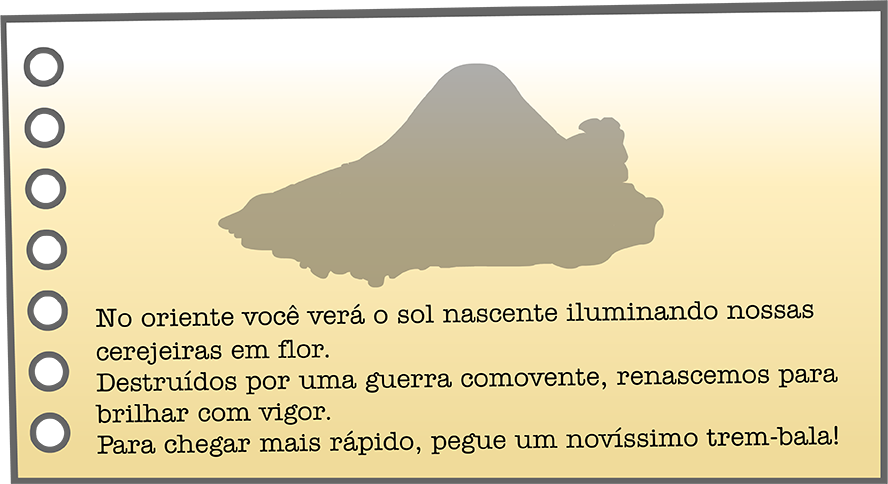 No oriente você verá o sol nascente iluminando nossas
cerejeiras em flor.
Destruídos por uma guerra comovente, renascemos para
brilhar com vigor.
Para chegar mais rápido, pegue um novíssimo trem-bala!